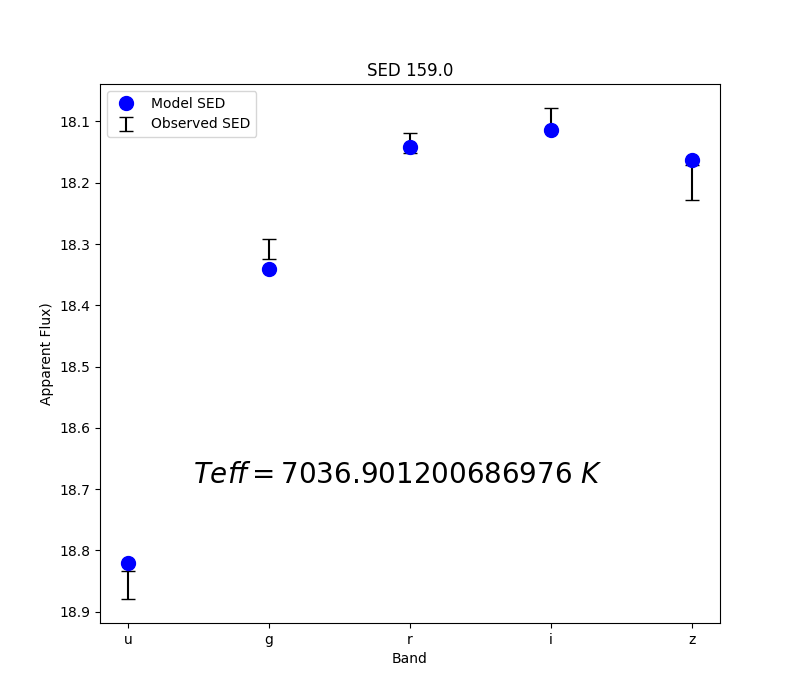 SED 159.0
Model SED
Observed SED
18.1
18.2
18.3
18.4
18.5
18.6
18.7
18.8
18.9
Apparent Flux)
Teff = 7036.901200686976 K
u g r i z
Band